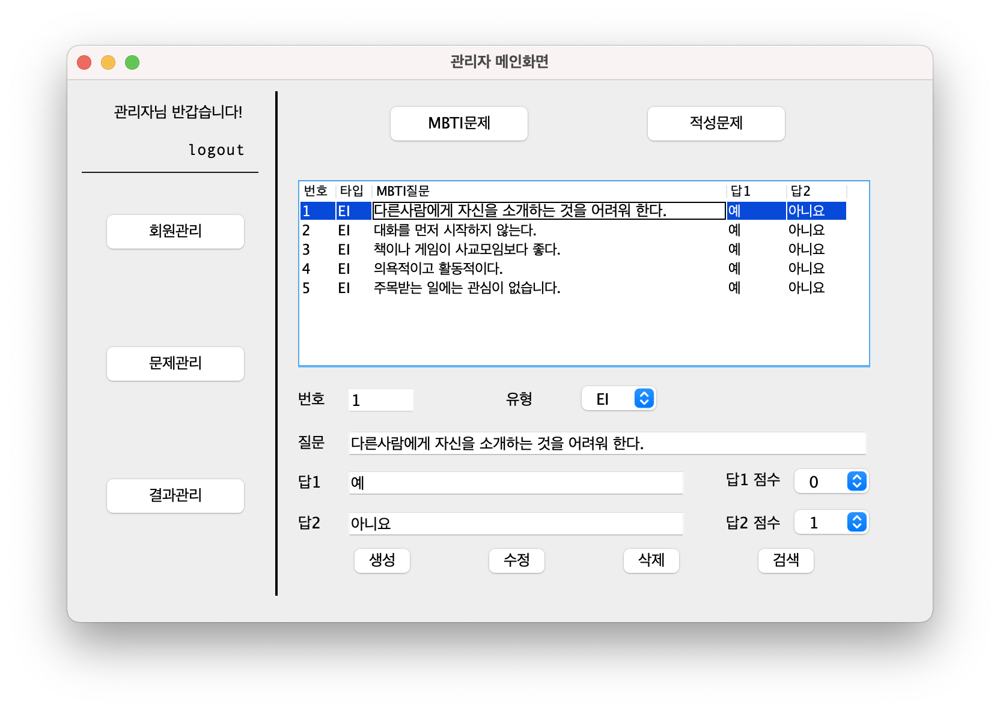 관리자 메인화면
관리자님 반갑습니다!
logout
회원관리
문제관리
결과관리
MBTI문제 적성문제
번호 타입 MBTI질문 답1 답2
1 EI 다른사람에게 자신을 소개하는 것을 어려워 한다. 예 아니요
2 EI 대화를 먼저 시작하지 않는다. 예 아니요
3 EI 책이나 게임이 사교모임보다 좋다. 예 아니요
4 EI 의욕적이고 활동적이다. 예 아니요
5 EI 주목받는 일에는 관심이 없습니다. 예 아니요
번호 1 유형 EI
질문 다른사람에게 자신을 소개하는 것을 어려워 한다.
답1 예 답1 점수 0
답2 아니요 답2 점수 1
생성 수정 삭제 검색